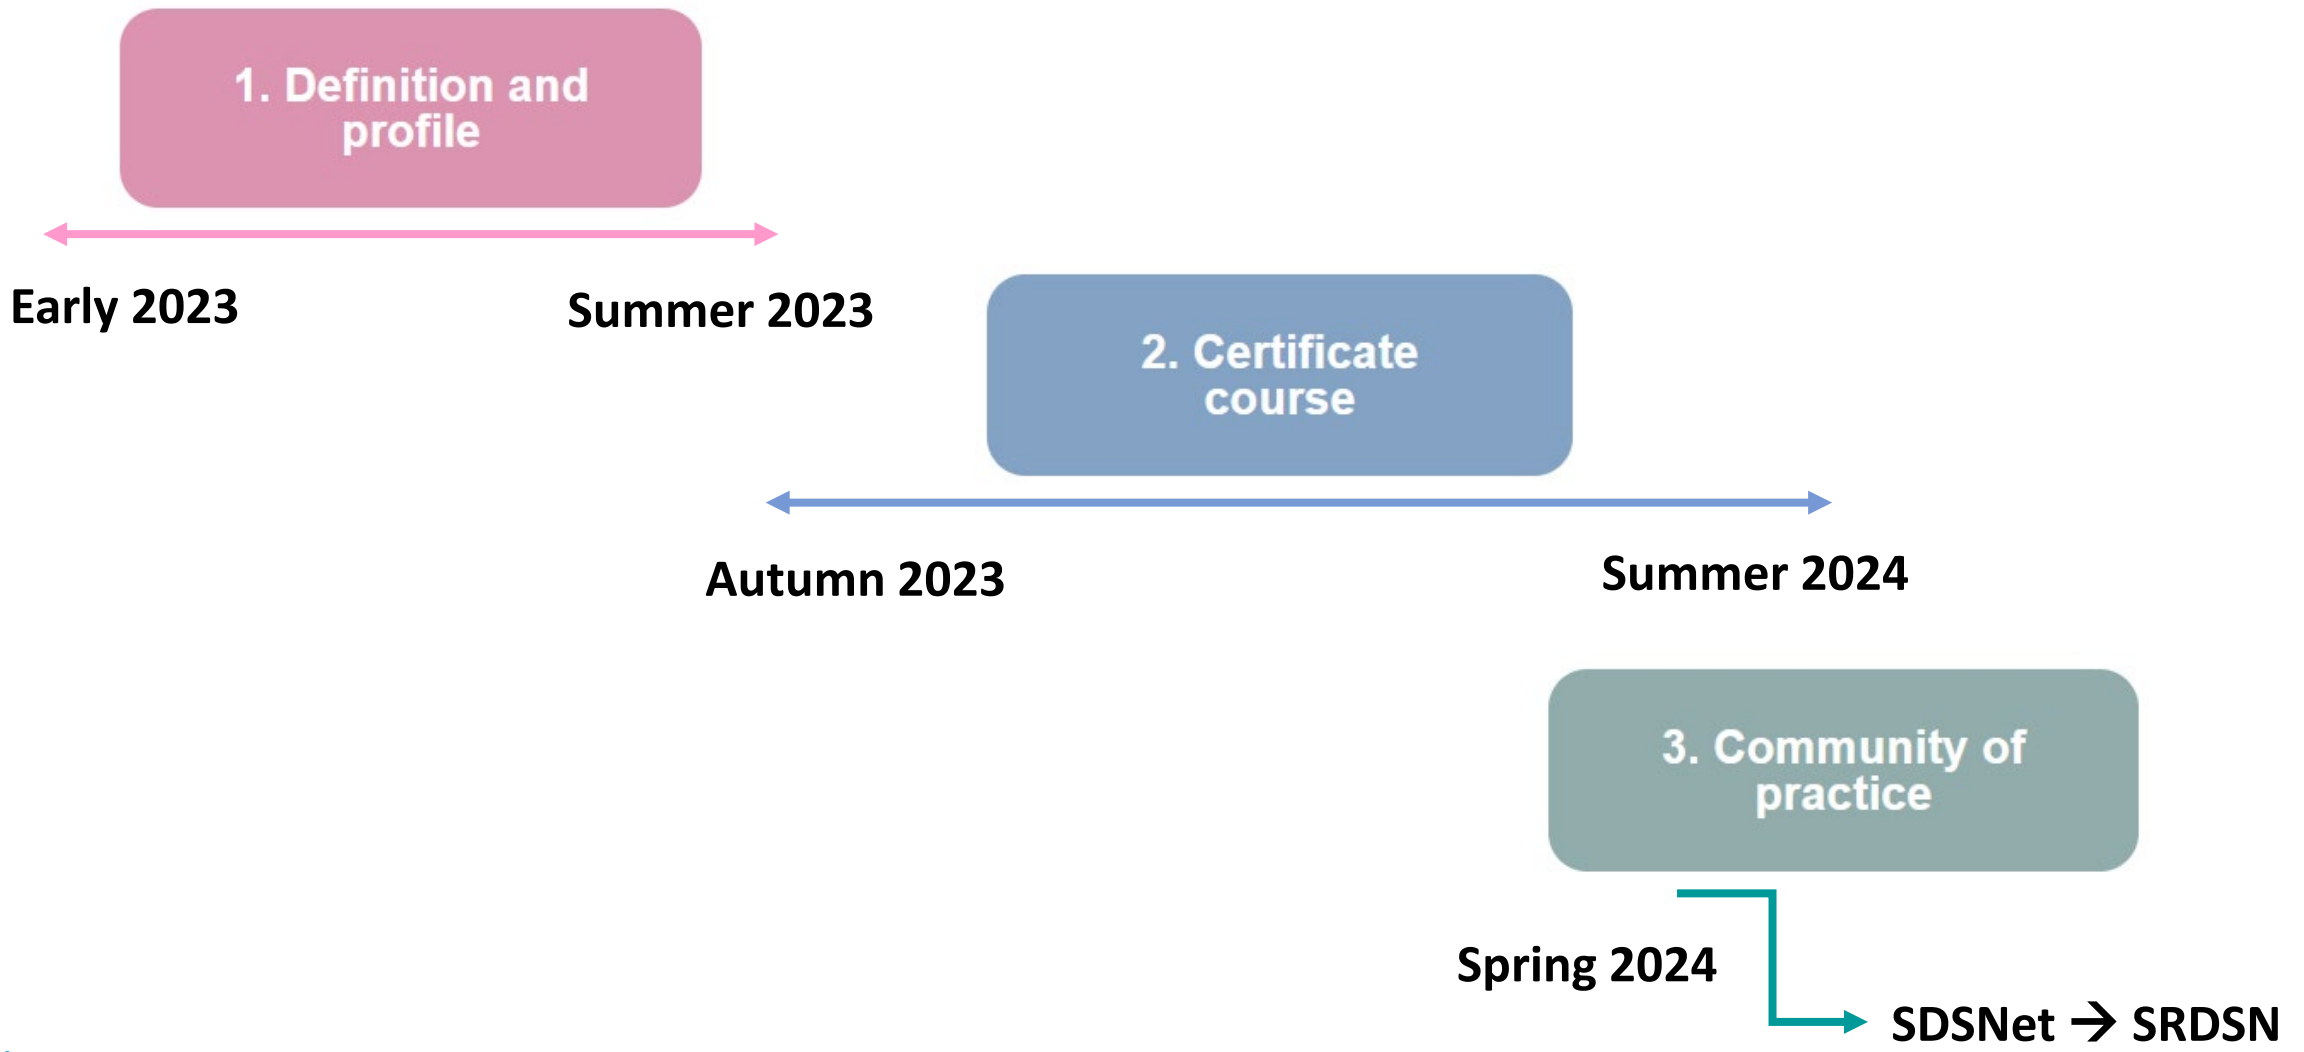 1. Definition and
profile
Early 2023
Summer 2023
2. Certificate
course
Autumn 2023
Summer 2024
3. Community of
practice
Spring 2024
SDSNet → SRDSN